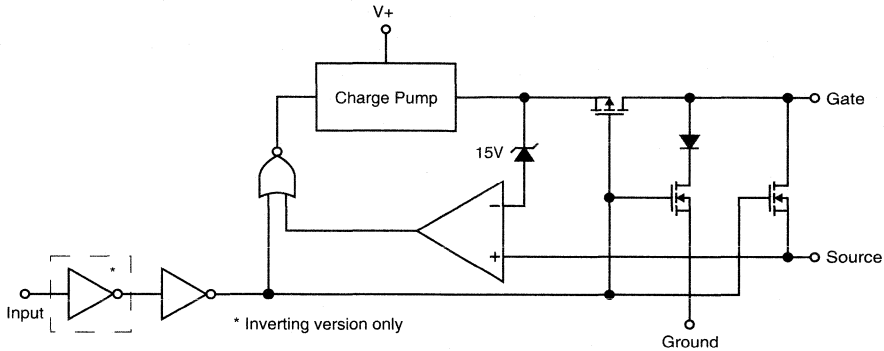 V+
Charge Pump
Gate
15V
−
+
Source
*
Input
* Inverting version only
Ground